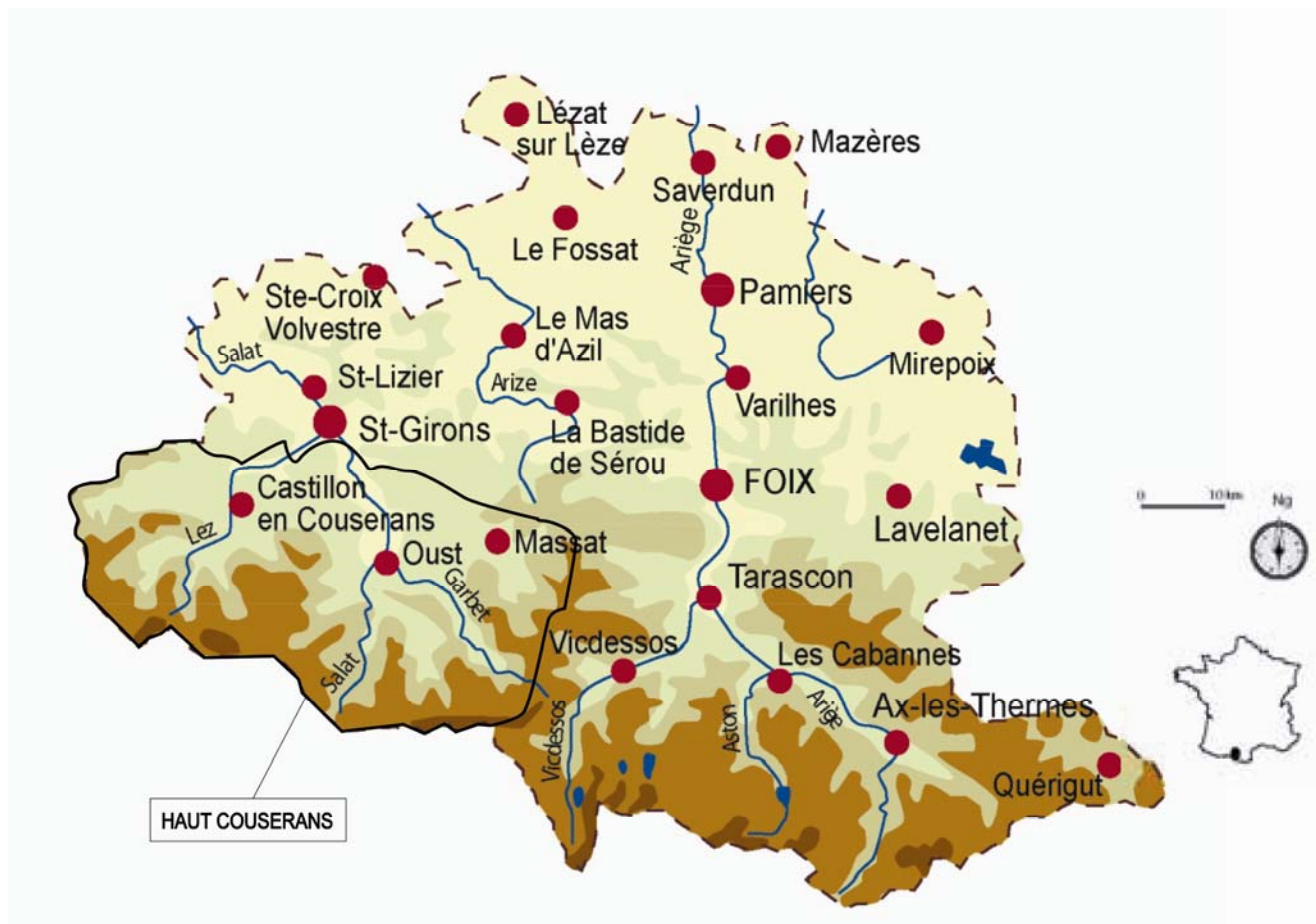 Lézat
sur Lèze
Mazères
Saverdun
Ariège
Le Fossat
Ste-Croix
Volvestre
Pamiers
Le Mas
d'Azil
Mirepoix
Salat
St-Lizier
Arize
Varilhes
St-Girons
La Bastide
de Sérou
FOIX
Castillon
en Couserans
Lez
Lavelanet
0 10 km
Ng
Massat
Oust
Garbet
Tarascon
Vicdessos
Les Cabannes
Salat
Vicdessos
Aston
Ariège
Ax-les-Thermes
Quérigut
HAUT COUSERANS